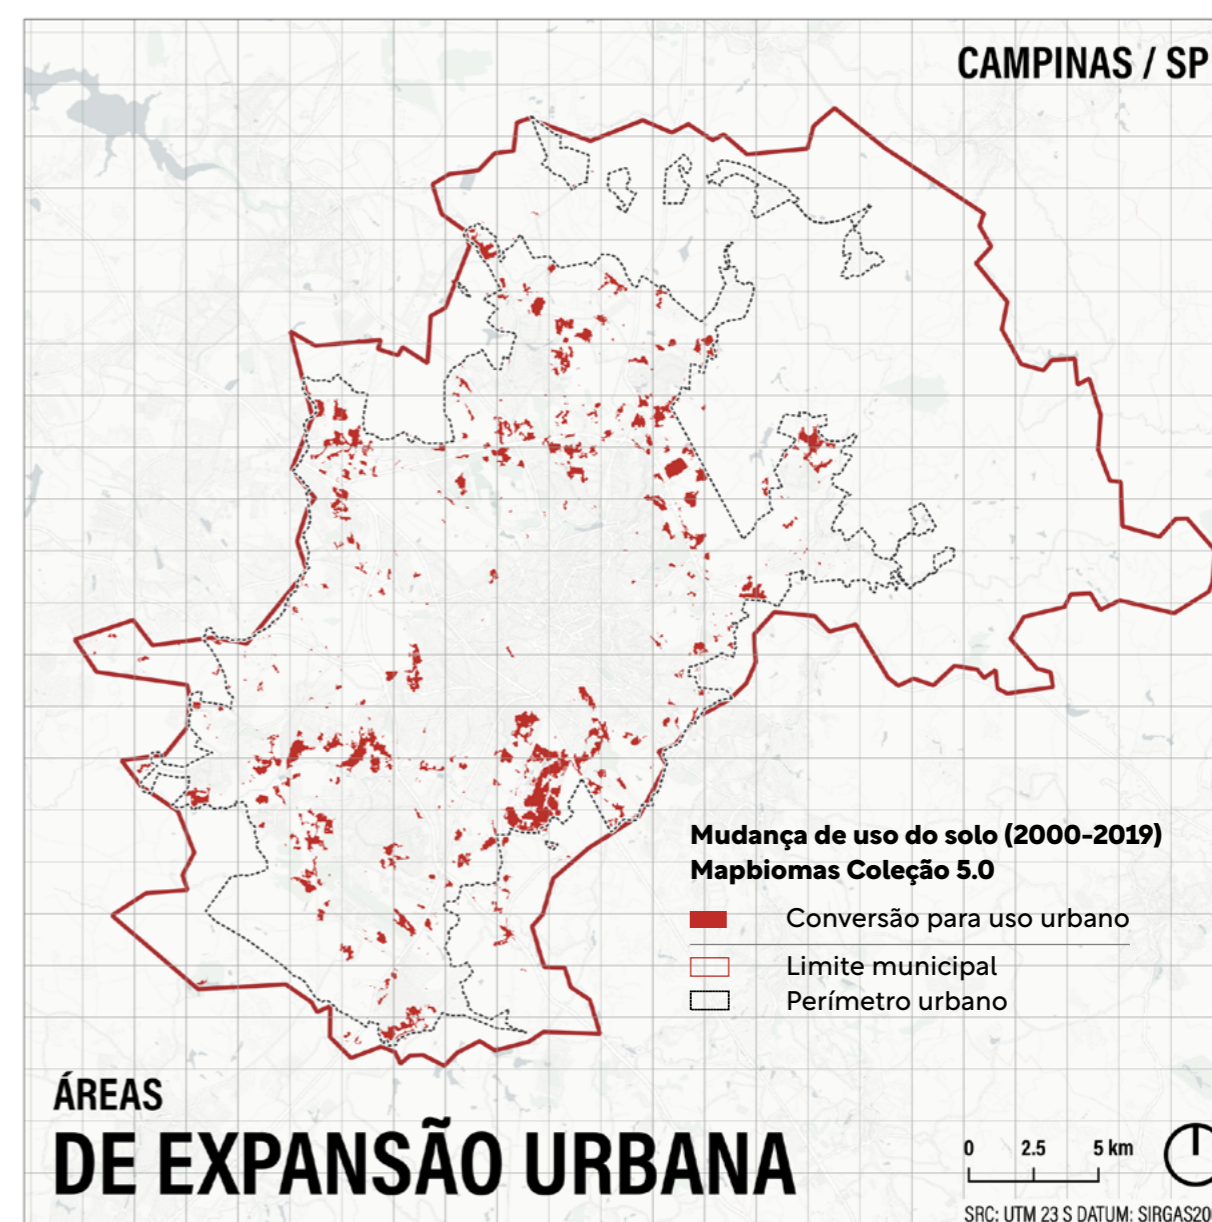 CAMPINAS / SP
Mudança de uso do solo (2000-2019)
Mapbiomas Coleção 5.0
Conversão para uso urbano
Limite municipal
Perímetro urbano
ÁREAS
DE EXPANSÃO URBANA
0 2.5 5 km
SRC: UTM 23 S DATUM: SIRGAS20